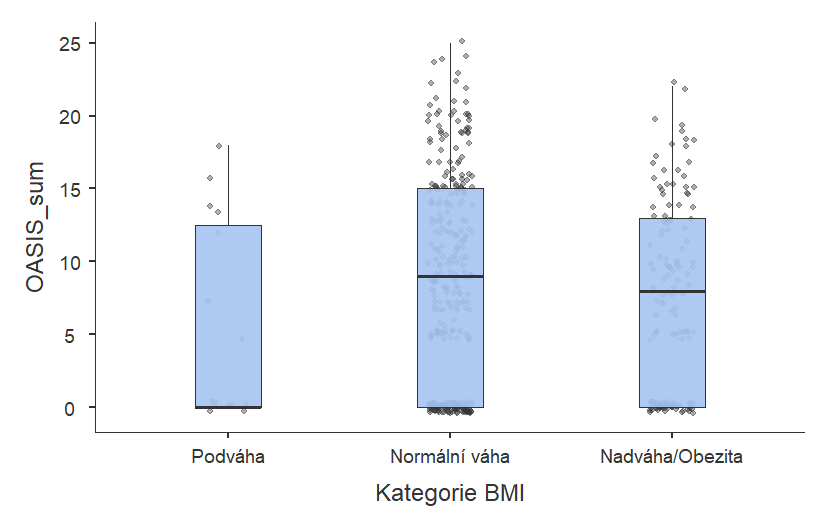 25
20
15
10
5
0
OASIS_sum
Podváha
Normální váha
Nadváha/Obezita
Kategorie BMI